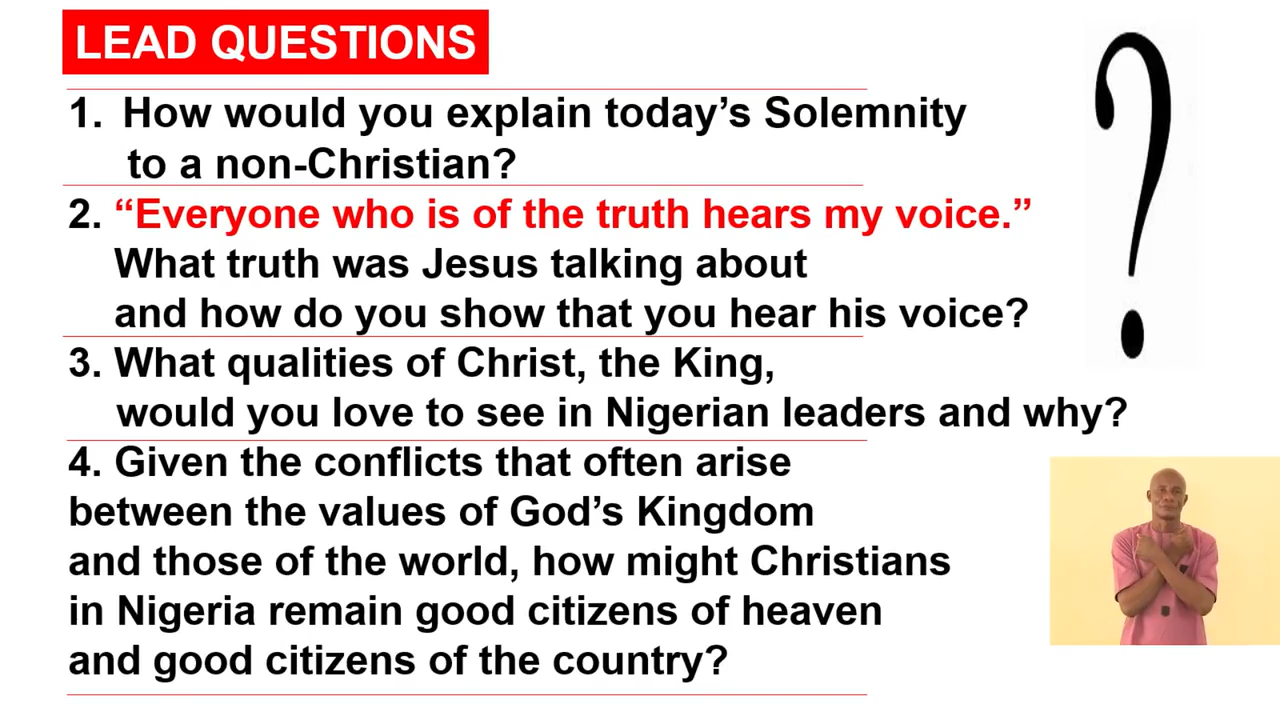 LEAD QUESTIONS
1. How would you explain today’s Solemnity
to a non-Christian?
2. “Everyone who is of the truth hears my voice.”
What truth was Jesus talking about
and how do you show that you hear his voice?
3. What qualities of Christ, the King,
would you love to see in Nigerian leaders and why?
4. Given the conflicts that often arise
between the values of God’s Kingdom
and those of the world, how might Christians
in Nigeria remain good citizens of heaven
and good citizens of the country?
?